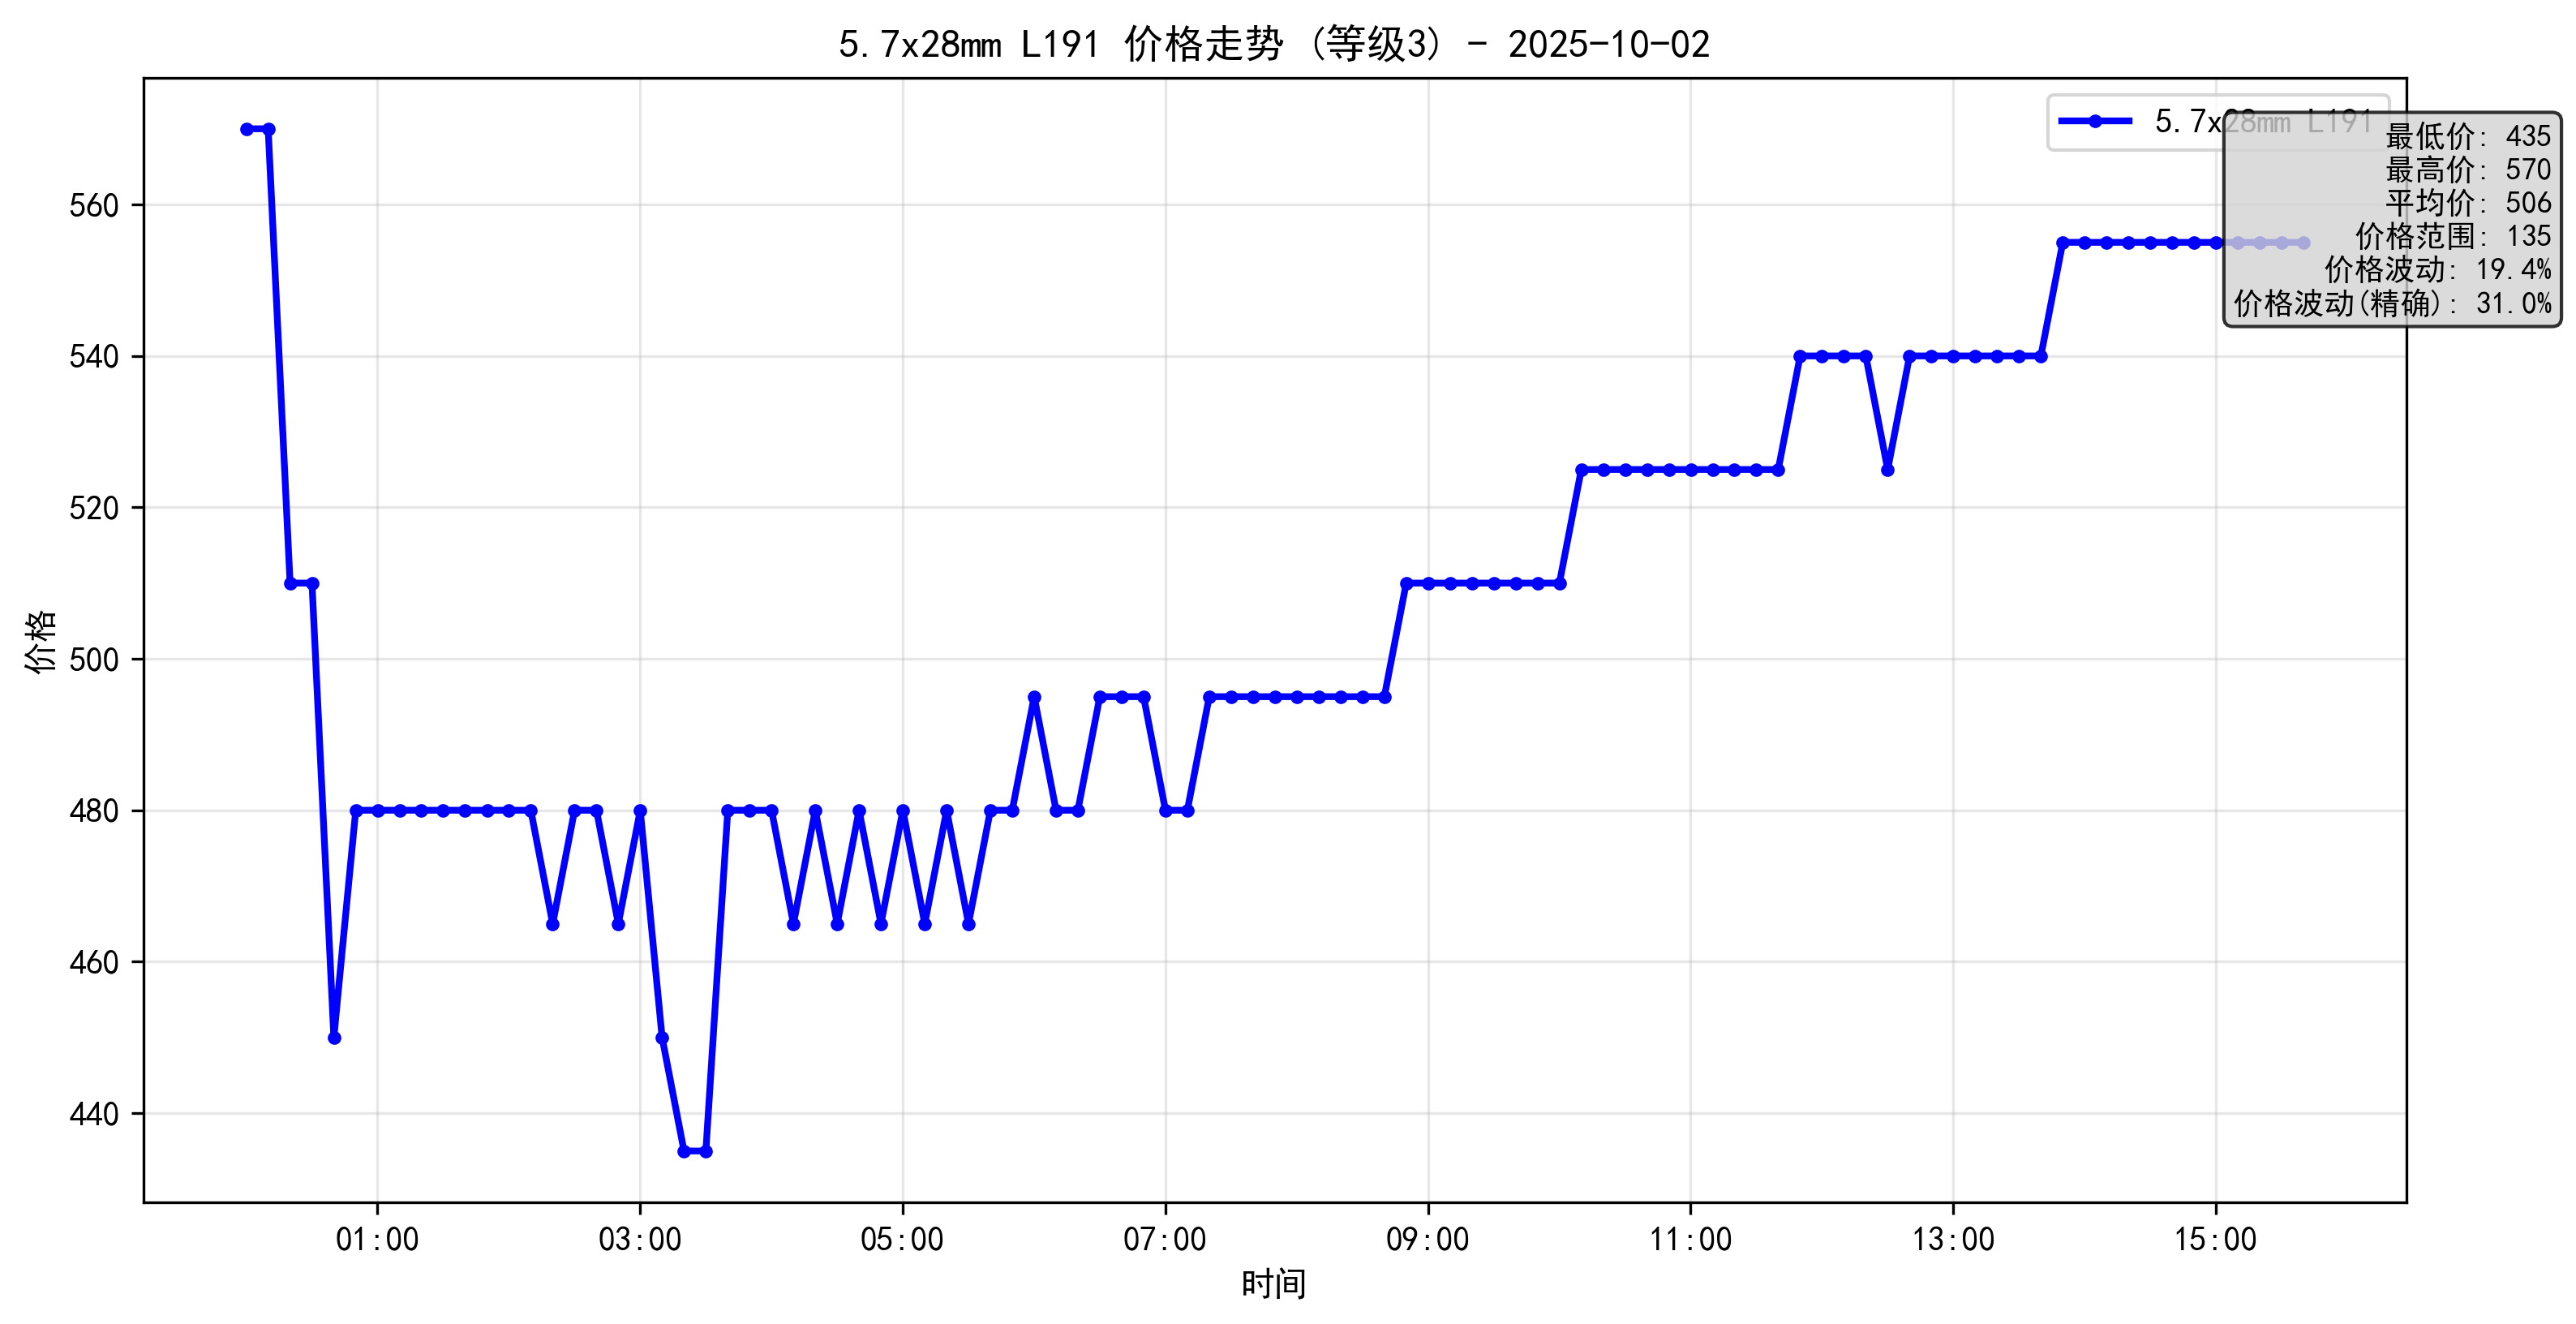 5.7x28mm L191 价格走势 (等级3) - 2025-10-02
5.7x28mm L191
最低价: 435
最高价: 570
平均价: 506
价格范围: 135
价格波动: 19.4%
价格波动(精确): 31.0%
560
540
520
500
480
460
440
价格
01:00 03:00 05:00 07:00 09:00 11:00 13:00 15:00
时间